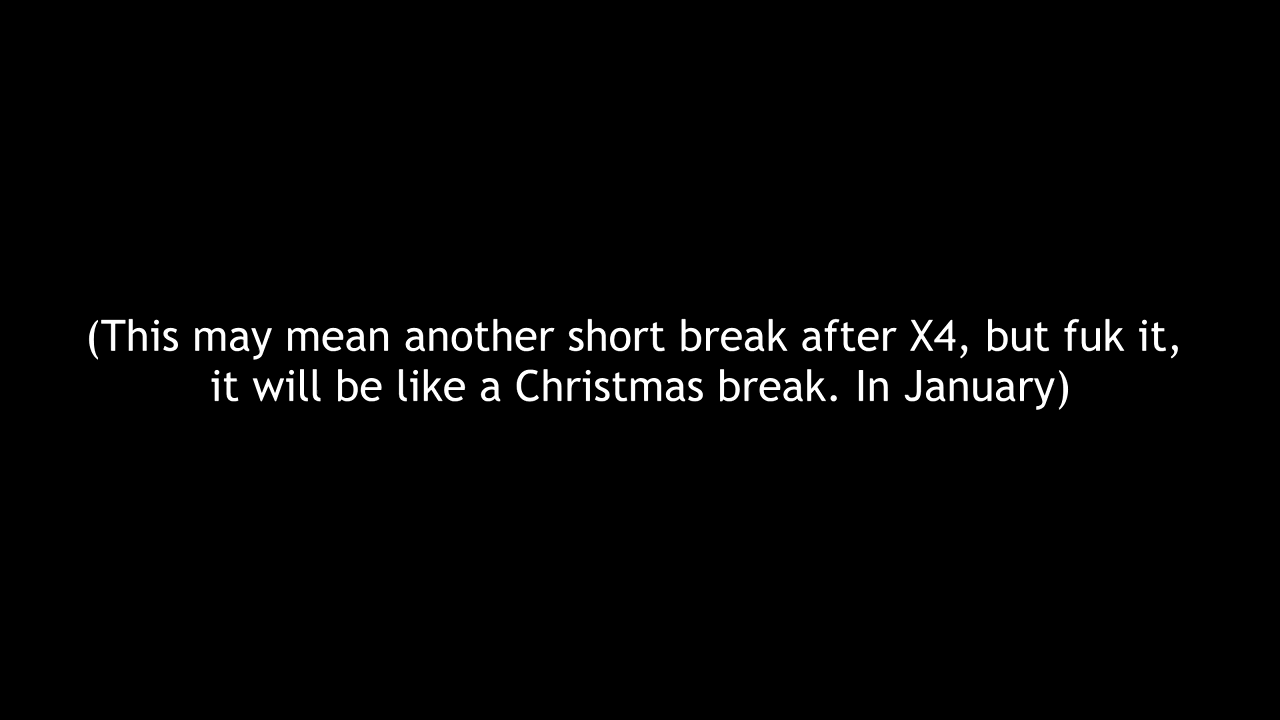 (This may mean another short break after X4, but fuk it,
it will be like a Christmas break. In January)